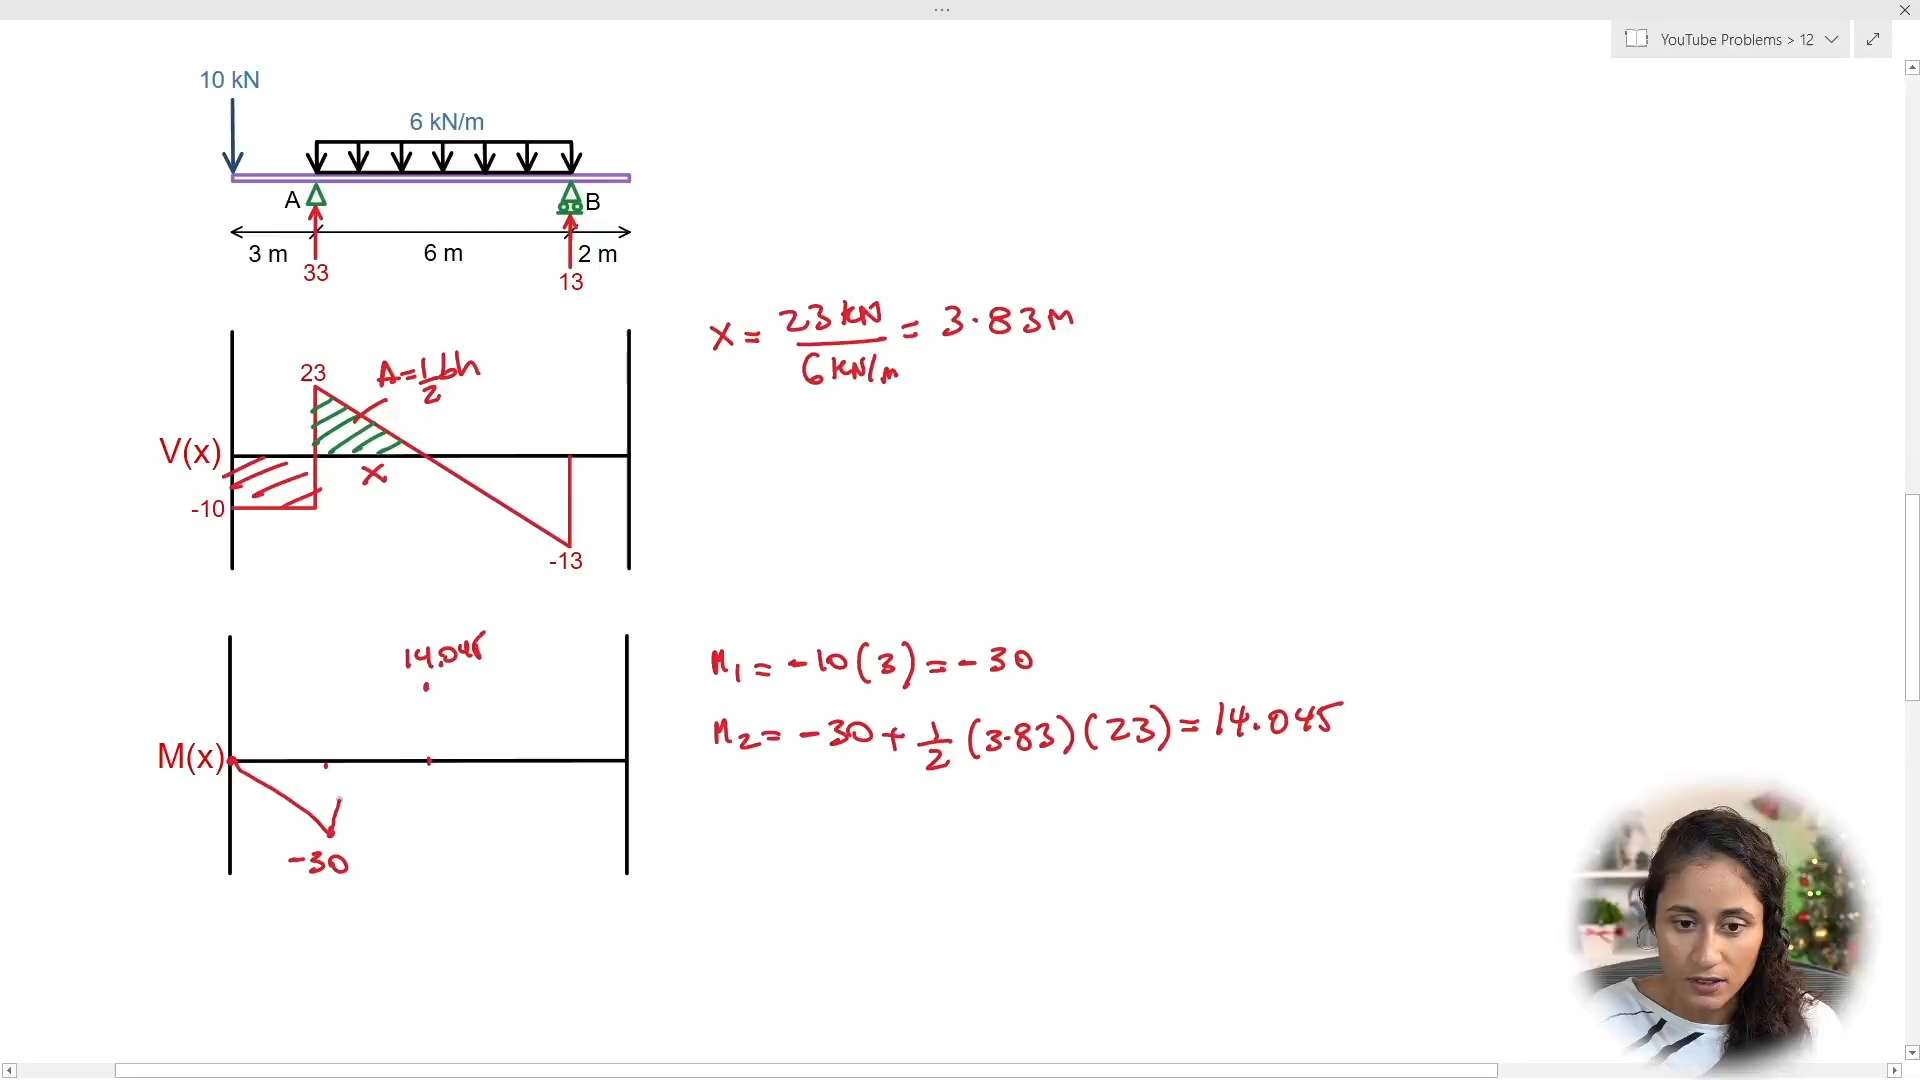 YouTube Problems > 12
10 kN
6 kN/m
A
B
3 m
6 m
2 m
33
13
X = 23 kN / 6 kN/m = 3.83 m
23
A = 1/2 bh
V(x)
X
-10
-13
14.045
M1 = -10(3) = -30
M2 = -30 + 1/2 (3.83)(23) = 14.045
M(x)
-30